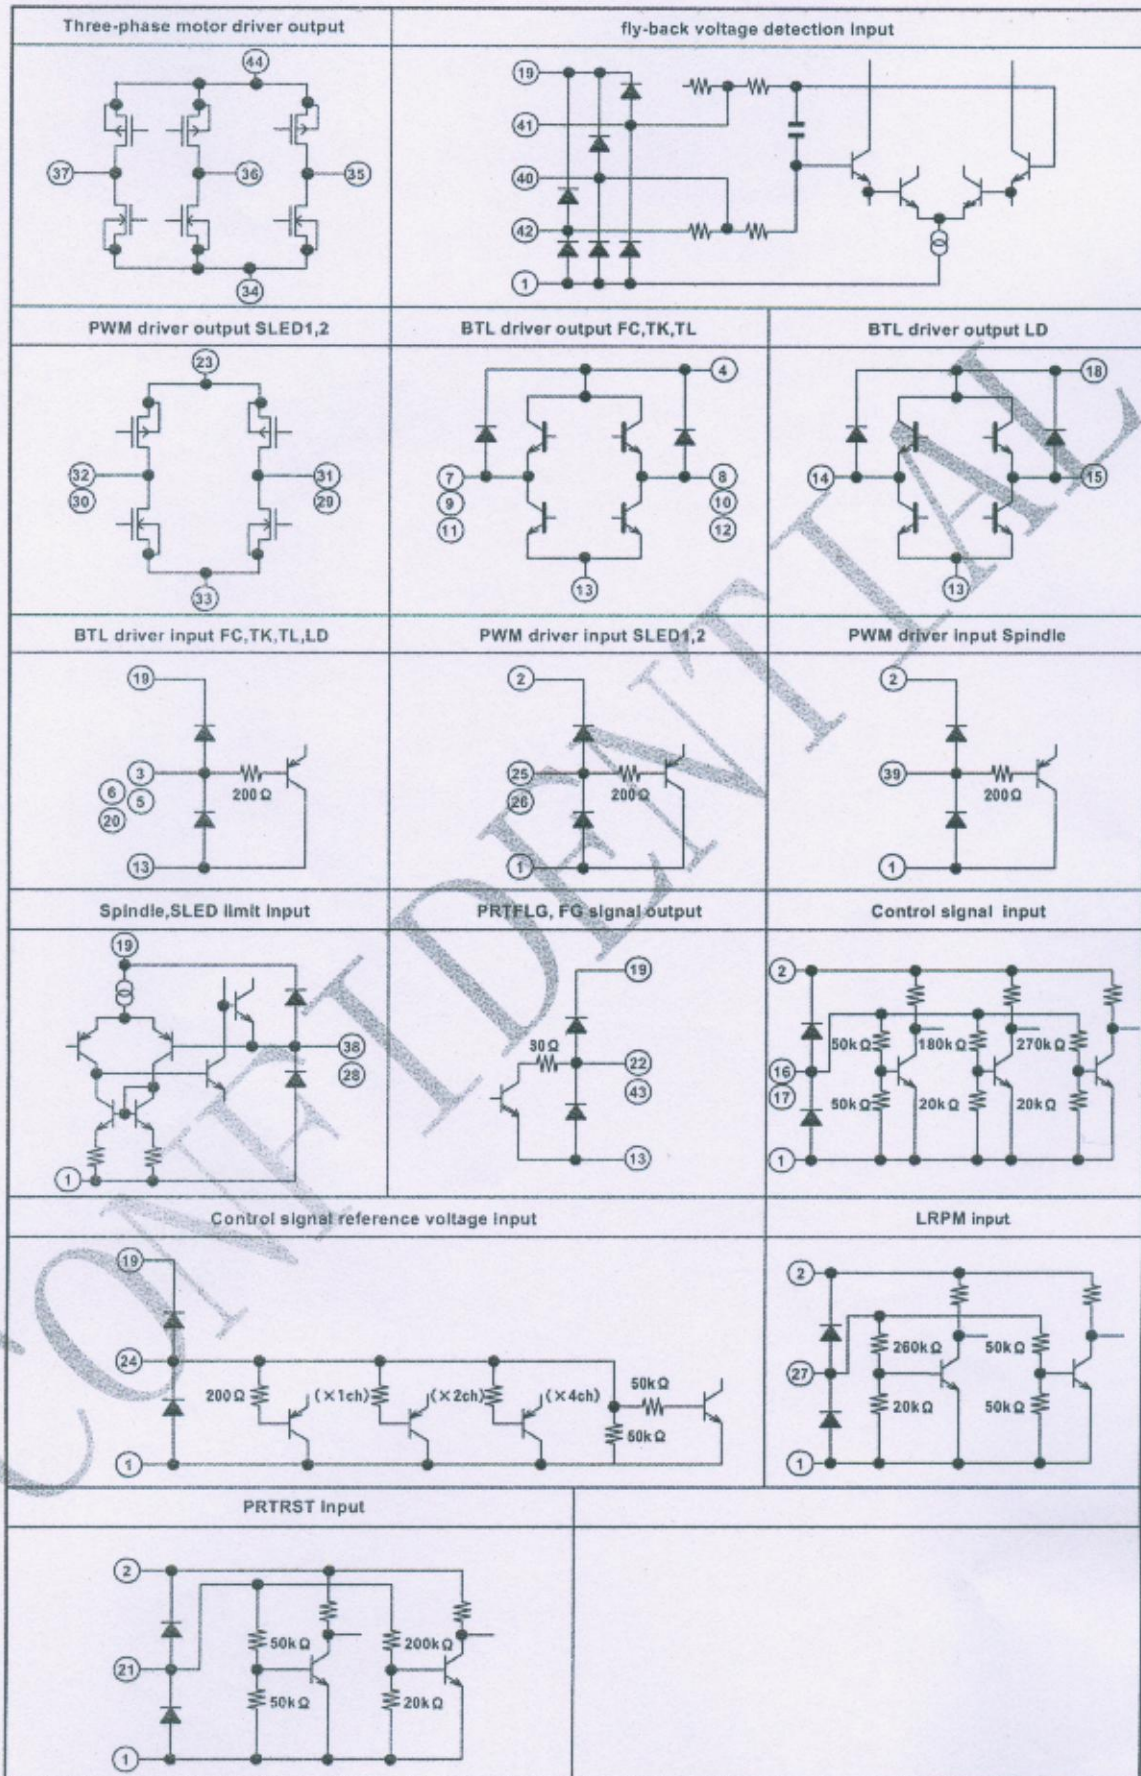 Three-phase motor driver output
fly-back voltage detection input
44
37
36
35
34
19
41
40
42
1
PWM driver output SLED1,2
BTL driver output FC,TK,TL
BTL driver output LD
23
32
30
31
29
33
4
7
9
11
8
10
12
13
18
14
15
13
BTL driver input FC,TK,TL,LD
PWM driver input SLED1,2
PWM driver input Spindle
19
3
6
5
20
200Ω
13
2
25
26
200Ω
1
2
39
200Ω
1
Spindle,SLED limit input
PRTFLG, FG signal output
Control signal input
19
38
28
1
19
30Ω
22
43
13
2
50kΩ 180kΩ 270kΩ
16
17
50kΩ 20kΩ 20kΩ
1
Control signal reference voltage input
LRPM input
19
24
200Ω (×1ch) (×2ch) (×4ch) 50kΩ
50kΩ
1
2
260kΩ 50kΩ
27
20kΩ 50kΩ
1
PRTRST Input
2
50kΩ 200kΩ
21
50kΩ 20kΩ
1
CONFIDENTIAL